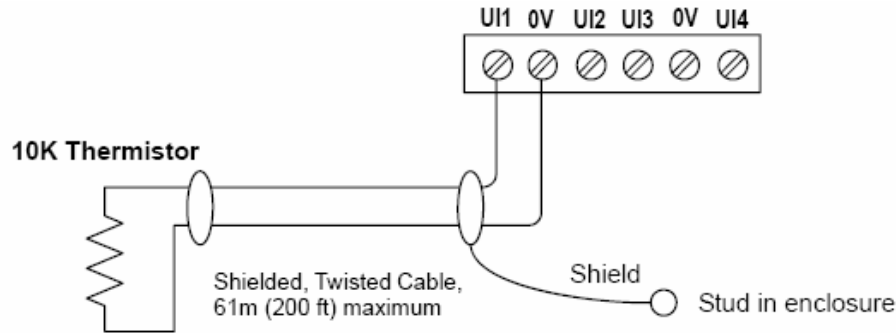 UI1 0V UI2 UI3 0V UI4
10K Thermistor
Shielded, Twisted Cable,
61m (200 ft) maximum
Shield
Stud in enclosure